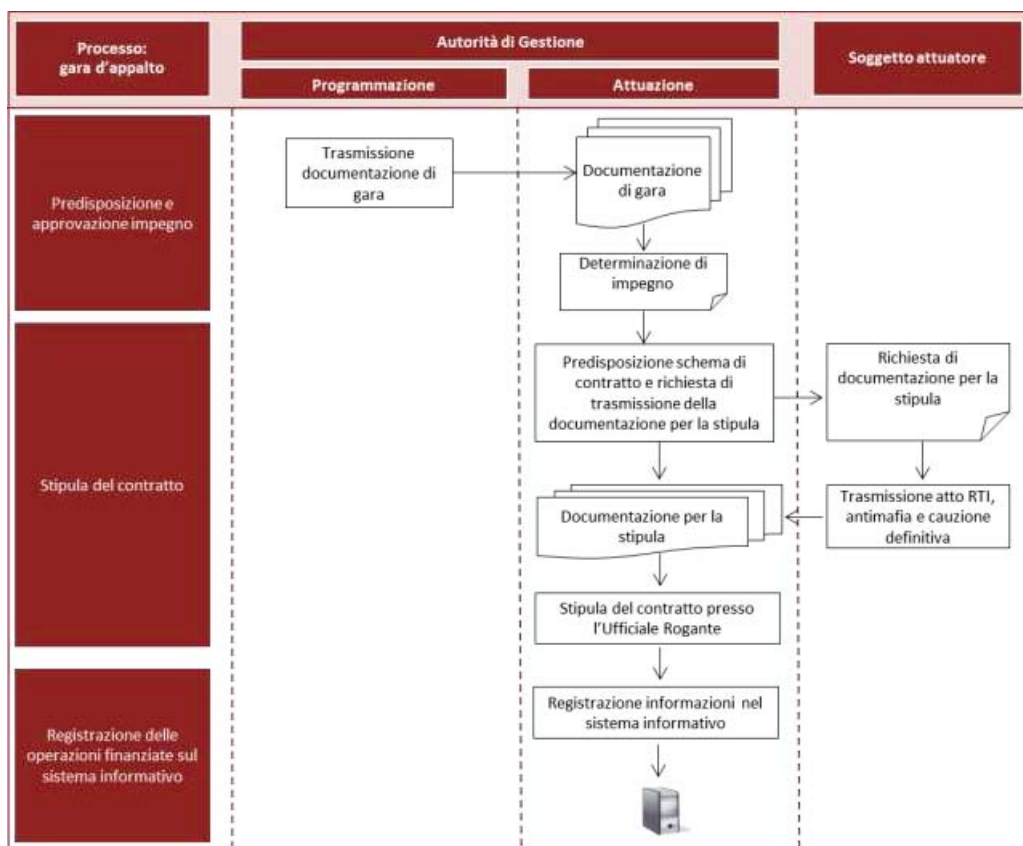 Processo:
gara d'appalto
Autorità di Gestione
Soggetto attuatore
Programmazione
Attuazione
Predisposizione e
approvazione impegno
Trasmissione
documentazione di
gara
Documentazione
di gara
Determinazione di
impegno
Stipula del contratto
Predisposizione schema di
contratto e richiesta di
trasmissione della
documentazione per la stipula
Richiesta di
documentazione per la
stipula
Trasmissione atto RTI,
antimafia e cauzione
definitiva
Documentazione per la
stipula
Stipula del contratto presso
l'Ufficiale Rogante
Registrazione delle
operazioni finanziate sul
sistema informativo
Registrazione informazioni nel
sistema informativo